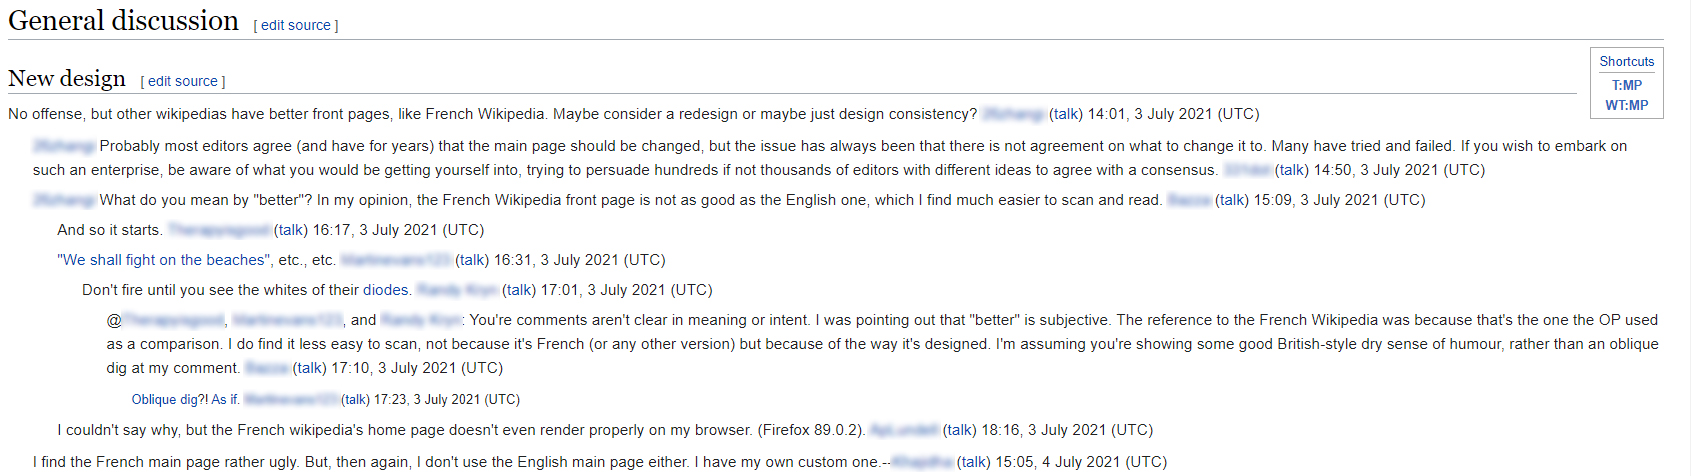 General discussion [ edit source ]
Shortcuts
T:MP
WT:MP
New design [ edit source ]
No offense, but other wikipedias have better front pages, like French Wikipedia. Maybe consider a redesign or maybe just design consistency? (talk) 14:01, 3 July 2021 (UTC)
Probably most editors agree (and have for years) that the main page should be changed, but the issue has always been that there is not agreement on what to change it to. Many have tried and failed. If you wish to embark on
such an enterprise, be aware of what you would be getting yourself into, trying to persuade hundreds if not thousands of editors with different ideas to agree with a consensus. (talk) 14:50, 3 July 2021 (UTC)
What do you mean by "better"? In my opinion, the French Wikipedia front page is not as good as the English one, which I find much easier to scan and read. (talk) 15:09, 3 July 2021 (UTC)
And so it starts. (talk) 16:17, 3 July 2021 (UTC)
"We shall fight on the beaches", etc., etc. (talk) 16:31, 3 July 2021 (UTC)
Don't fire until you see the whites of their diodes. (talk) 17:01, 3 July 2021 (UTC)
@, , and : You're comments aren't clear in meaning or intent. I was pointing out that "better" is subjective. The reference to the French Wikipedia was because that's the one the OP used
as a comparison. I do find it less easy to scan, not because it's French (or any other version) but because of the way it's designed. I'm assuming you're showing some good British-style dry sense of humour, rather than an oblique
dig at my comment. (talk) 17:10, 3 July 2021 (UTC)
Oblique dig?! As if. (talk) 17:23, 3 July 2021 (UTC)
I couldn't say why, but the French wikipedia's home page doesn't even render properly on my browser. (Firefox 89.0.2). (talk) 18:16, 3 July 2021 (UTC)
I find the French main page rather ugly. But, then again, I don't use the English main page either. I have my own custom one.-- (talk) 15:05, 4 July 2021 (UTC)